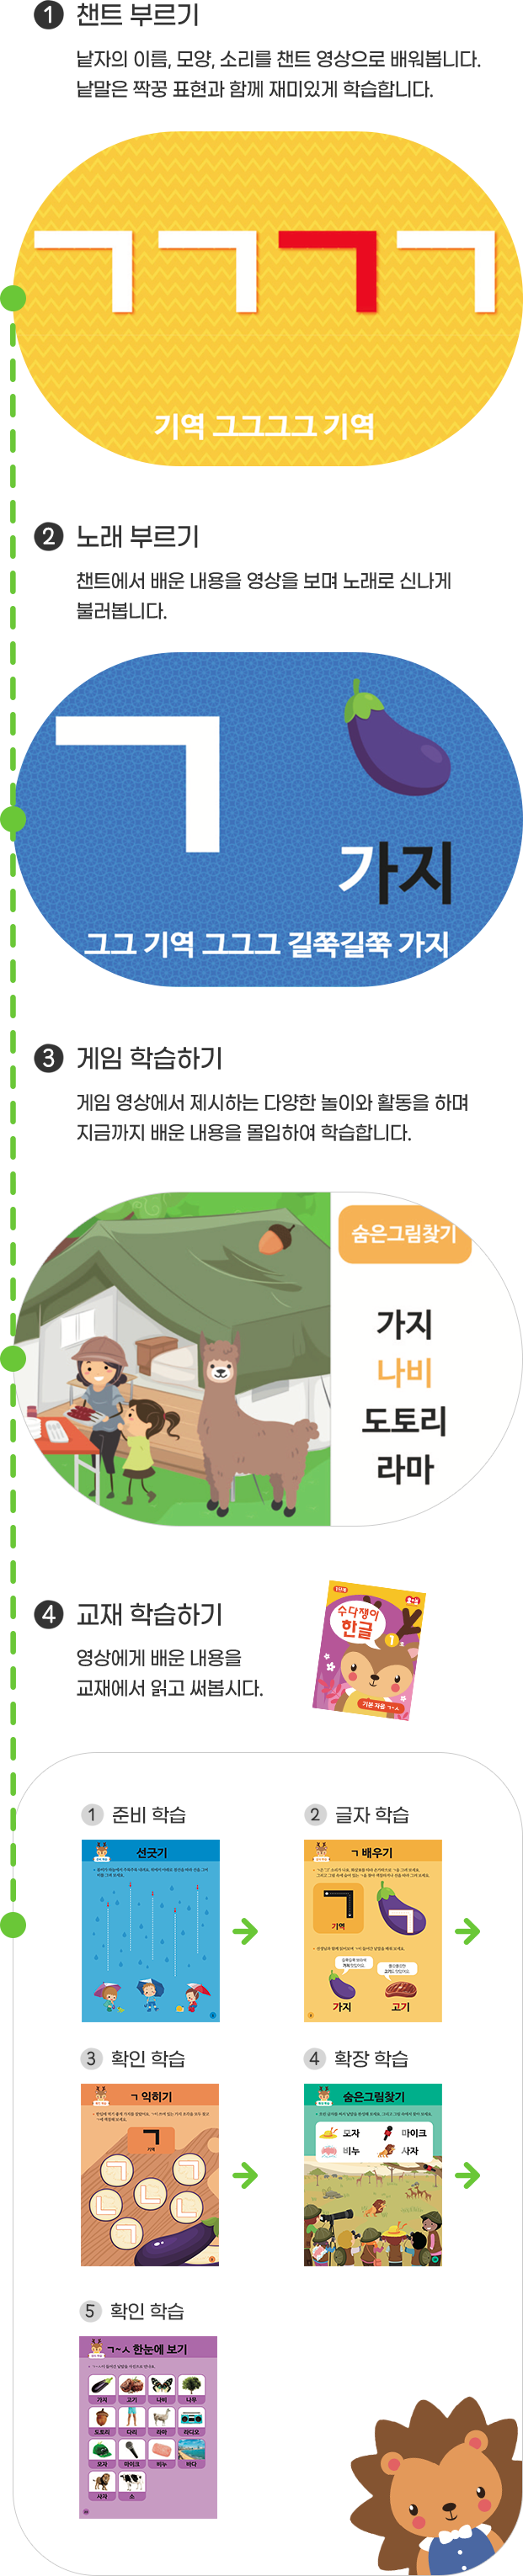 1 챈트 부르기
낱자의 이름, 모양, 소리를 챈트 영상으로 배워봅니다.
낱말은 짝꿍 표현과 함께 재미있게 학습합니다.
ㄱ ㄱ ㄱ ㄱ
기역 그그그그 기역
2 노래 부르기
챈트에서 배운 내용을 영상을 보며 노래로 신나게
불러봅니다.
ㄱ
가지
그그 기역 그그그 길쭉길쭉 가지
3 게임 학습하기
게임 영상에서 제시하는 다양한 놀이와 활동을 하며
지금까지 배운 내용을 몰입하여 학습합니다.
숨은그림찾기
가지
나비
도토리
라마
4 교재 학습하기
영상에게 배운 내용을
교재에서 읽고 써봅시다.
수다쟁이
한글
1
기본 자음 ㄱ~ㅅ
1 준비 학습
선긋기
2 글자 학습
ㄱ 배우기
ㄱ
기역
ㄱ
가지
고기
3 확인 학습
ㄱ 익히기
ㄱ
기역
ㄱ
ㄱ
ㄴ
ㄴ
ㄴ
ㄱ
4 확장 학습
숨은그림찾기
모자
마이크
비누
사자
5 확인 학습
ㄱ~ㅅ 한눈에 보기
가지
고기
나비
나무
도토리
다리
라마
라디오
모자
마이크
비누
바다
사자
소